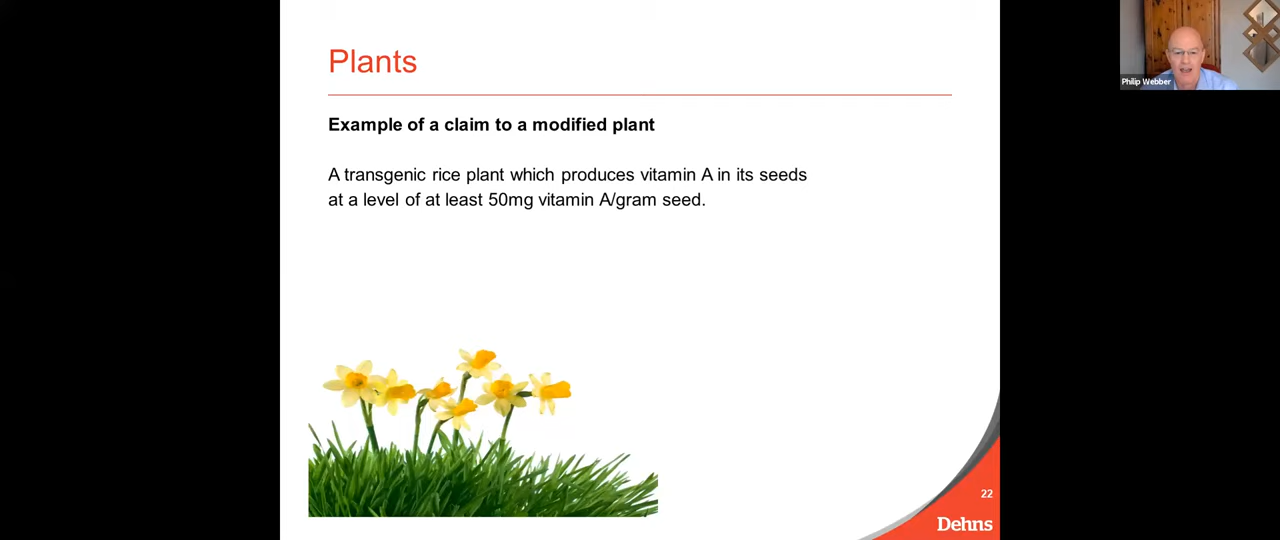 Plants
Philip Webber
Example of a claim to a modified plant
A transgenic rice plant which produces vitamin A in its seeds
at a level of at least 50mg vitamin A/gram seed.
22
Dehns